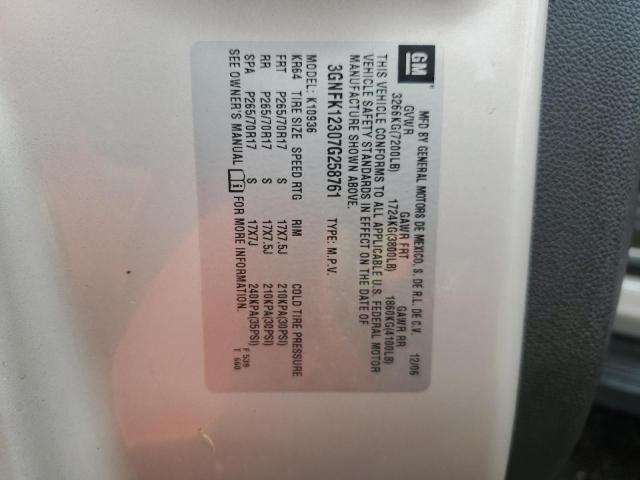 GM
MFD BY GENERAL MOTORS DE MEXICO, S. DE R.L. DE C.V. 12/06
GVWR GAWR FRT GAWR RR
3266KG(7200LB) 1724KG(3800LB) 1860KG(4100LB)
THIS VEHICLE CONFORMS TO ALL APPLICABLE U.S. FEDERAL MOTOR
VEHICLE SAFETY STANDARDS IN EFFECT ON THE DATE OF
MANUFACTURE SHOWN ABOVE.
3GNFK12307G258761 TYPE: M.P.V.
MODEL: K10936
KR64 TIRE SIZE SPEED RTG RIM COLD TIRE PRESSURE
FRT P265/70R17 S 17X7.5J 210KPA(30PSI)
RR P265/70R17 S 17X7.5J 210KPA(30PSI)
SPA P265/70R17 S 17X7J 240KPA(35PSI)
SEE OWNER'S MANUAL i FOR MORE INFORMATION. F 539
T 660